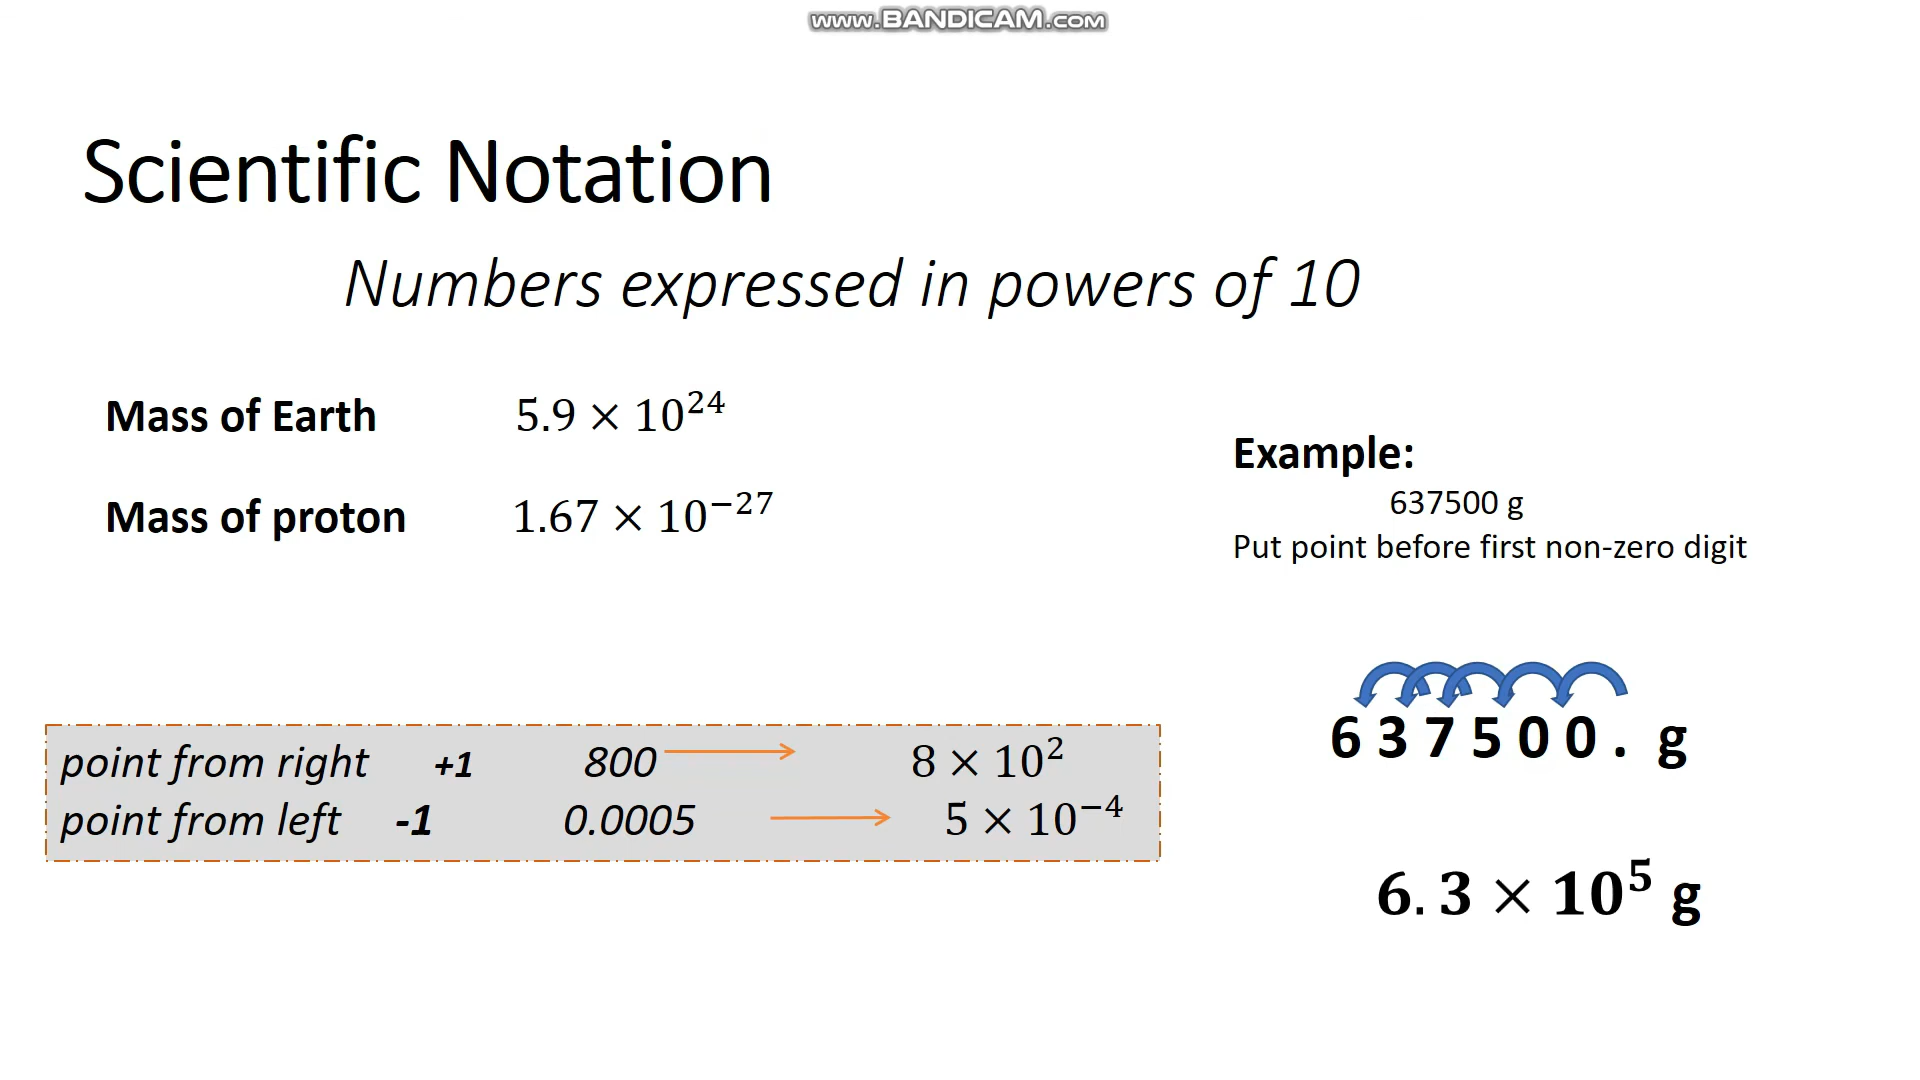 www.BANDICAM.com
Scientific Notation
Numbers expressed in powers of 10
Mass of Earth 5.9 × 10²⁴
Mass of proton 1.67 × 10⁻²⁷
Example:
637500 g
Put point before first non-zero digit
point from right +1 800 8 × 10²
point from left -1 0.0005 5 × 10⁻⁴
6 3 7 5 0 0 . g
6.3 × 10⁵ g